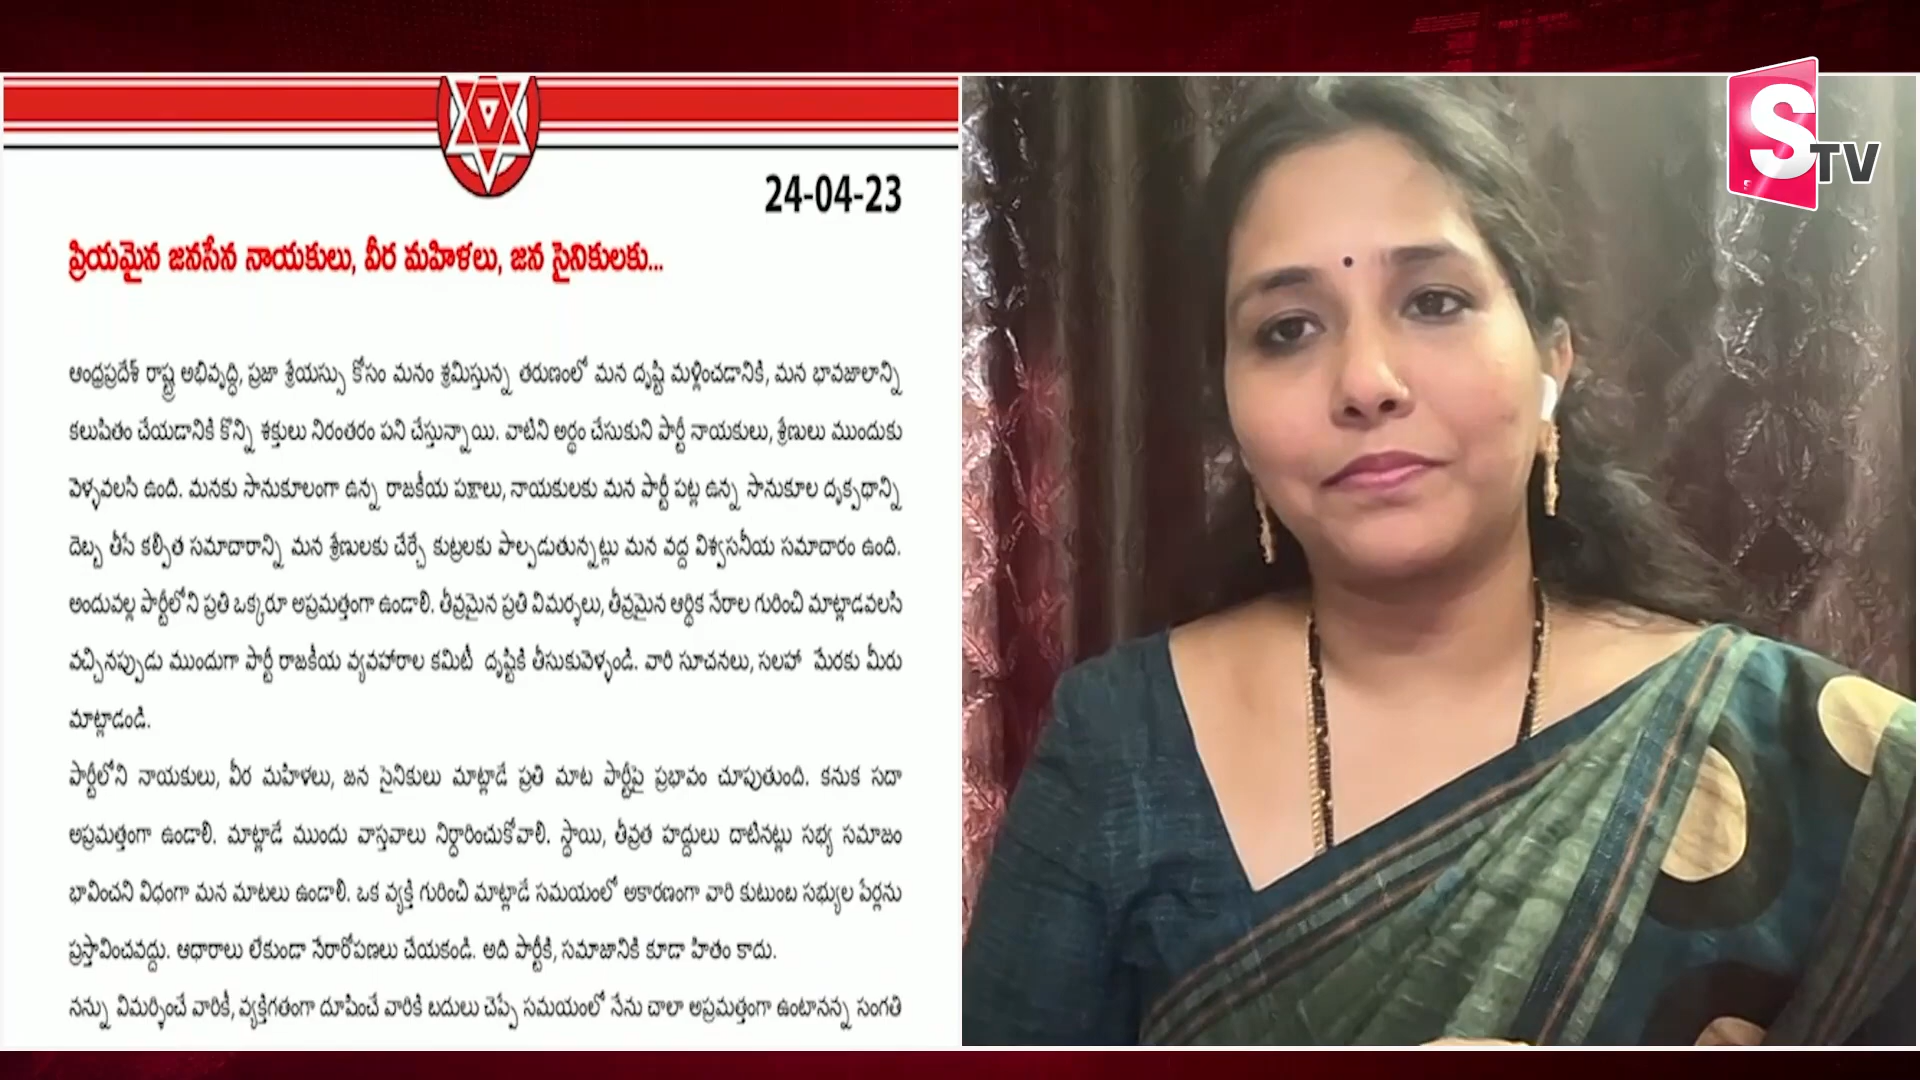 24-04-23
ప్రియమైన జనసేన నాయకులు, వీర మహిళలు, జన సైనికులకు...
ఆంధ్రప్రదేశ్ రాష్ట్ర అభివృద్ధి, ప్రజా శ్రేయస్సు కోసం మనం శ్రమిస్తున్న తరుణంలో మన దృష్టి మళ్లించడానికి, మన భావజాలాన్ని
కలుషితం చేయడానికి కొన్ని శక్తులు నిరంతరం పని చేస్తున్నాయి. వాటిని అర్థం చేసుకుని పార్టీ నాయకులు, శ్రేణులు ముందుకు
వెళ్ళవలసి ఉంది. మనకు సానుకూలంగా ఉన్న రాజకీయ పక్షాలు, నాయకులకు మన పార్టీ పట్ల ఉన్న సానుకూల దృక్పథాన్ని
దెబ్బ తీసే కల్పిత సమాచారాన్ని మన శ్రేణులకు చేర్చే కుట్రలకు పాల్పడుతున్నట్లు మన వద్ద విశ్వసనీయ సమాచారం ఉంది.
అందువల్ల పార్టీలోని ప్రతి ఒక్కరూ అప్రమత్తంగా ఉండాలి. తీవ్రమైన ప్రతి విమర్శలు, తీవ్రమైన ఆర్థిక నేరాల గురించి మాట్లాడవలసి
వచ్చినప్పుడు ముందుగా పార్టీ రాజకీయ వ్యవహారాల కమిటీ దృష్టికి తీసుకువెళ్ళండి. వారి సూచనలు, సలహా మేరకు మీరు
మాట్లాడండి.
పార్టీలోని నాయకులు, వీర మహిళలు, జన సైనికులు మాట్లాడే ప్రతి మాట పార్టీపై ప్రభావం చూపుతుంది. కనుక సదా
అప్రమత్తంగా ఉండాలి. మాట్లాడే ముందు వాస్తవాలు నిర్ధారించుకోవాలి. స్థాయి, తీవ్రత హద్దులు దాటినట్లు సభ్య సమాజం
భావించని విధంగా మన మాటలు ఉండాలి. ఒక వ్యక్తి గురించి మాట్లాడే సమయంలో అకారణంగా వారి కుటుంబ సభ్యుల పేర్లను
ప్రస్తావించవద్దు. ఆధారాలు లేకుండా నేరారోపణలు చేయకండి. అది పార్టీకి, సమాజానికి కూడా హితం కాదు.
నన్ను విమర్శించే వారికీ, వ్యక్తిగతంగా దూషించే వారికి బదులు చెప్పే సమయంలో నేను చాలా అప్రమత్తంగా ఉంటానన్న సంగతి
STV